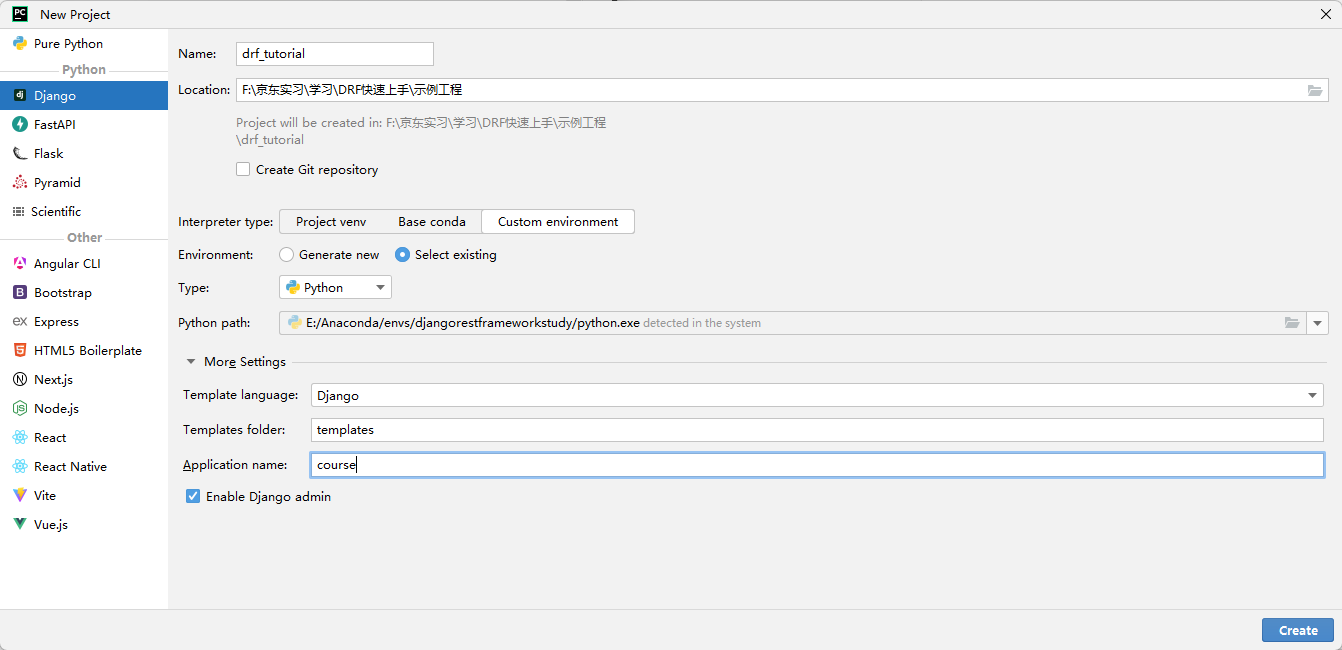 New Project
Pure Python
Python
Django
FastAPI
Flask
Pyramid
Scientific
Other
Angular CLI
Bootstrap
Express
HTML5 Boilerplate
Next.js
Node.js
React
React Native
Vite
Vue.js
Name: drf_tutorial
Location: F:\京东实习\学习\DRF快速上手\示例工程
Project will be created in: F:\京东实习\学习\DRF快速上手\示例工程
\drf_tutorial
Create Git repository
Interpreter type: Project venv Base conda Custom environment
Environment: Generate new Select existing
Type: Python
Python path: E:/Anaconda/envs/djangorestframeworkstudy/python.exe detected in the system
More Settings
Template language: Django
Templates folder: templates
Application name: course
Enable Django admin
Create